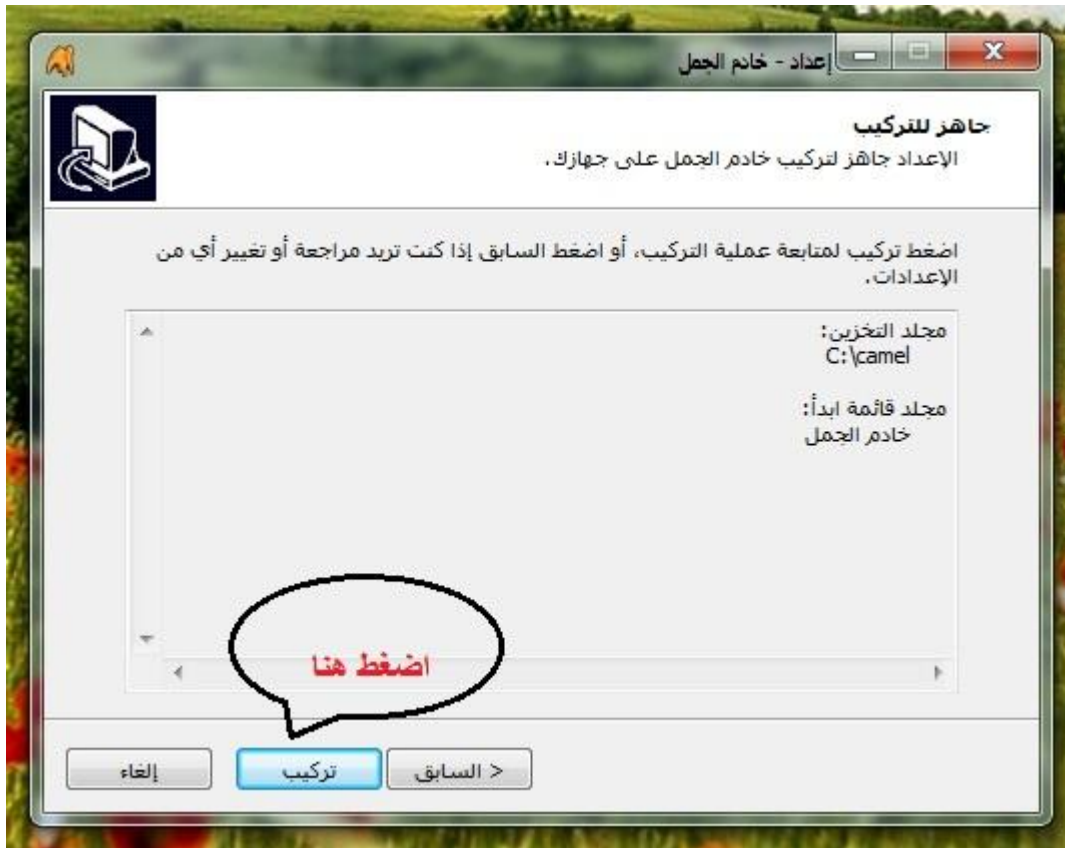 إعداد - خادم الجمل
جاهز للتركيب
الإعداد جاهز لتركيب خادم الجمل على جهازك.
اضغط تركيب لمتابعة عملية التركيب، أو اضغط السابق إذا كنت تريد مراجعة أو تغيير أي من
الإعدادات.
مجلد التخزين:
C:\camel
مجلد قائمة ابدأ:
خادم الجمل
اضغط هنا
< السابق
تركيب
إلغاء